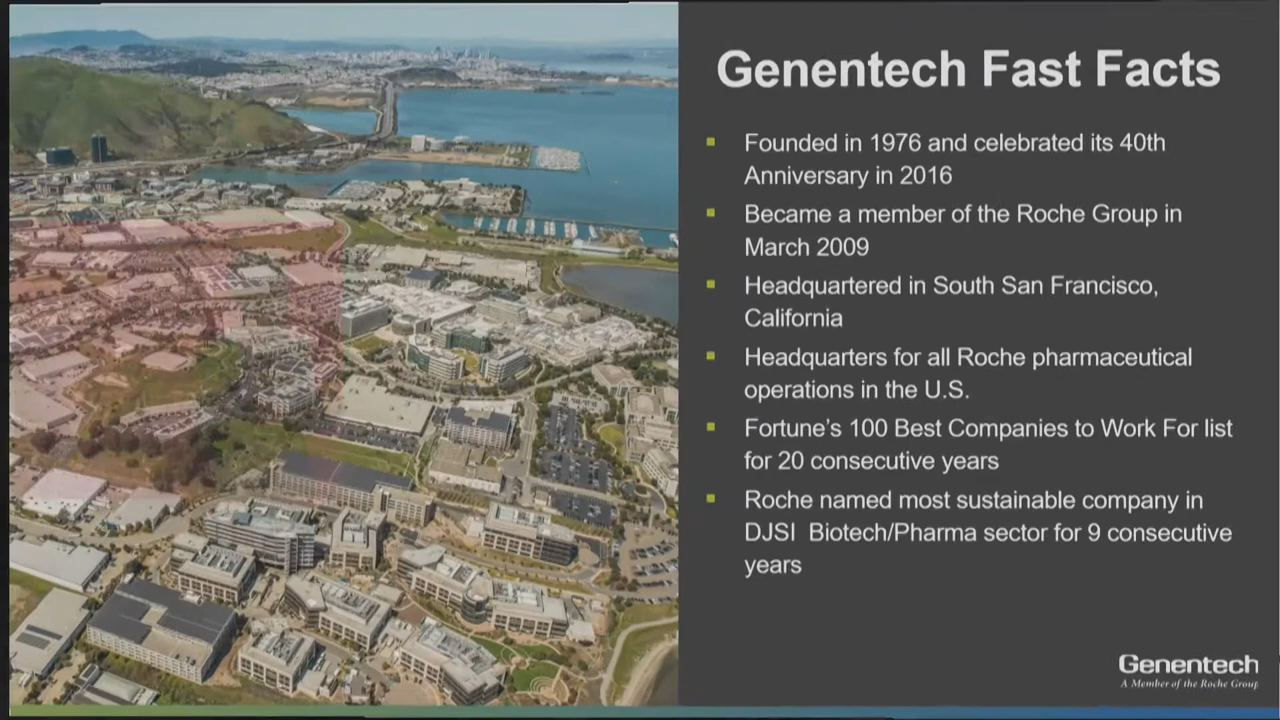 Genentech Fast Facts
Founded in 1976 and celebrated its 40th
Anniversary in 2016
Became a member of the Roche Group in
March 2009
Headquartered in South San Francisco,
California
Headquarters for all Roche pharmaceutical
operations in the U.S.
Fortune's 100 Best Companies to Work For list
for 20 consecutive years
Roche named most sustainable company in
DJSI  Biotech/Pharma sector for 9 consecutive
years
Genentech
A Member of the Roche Group